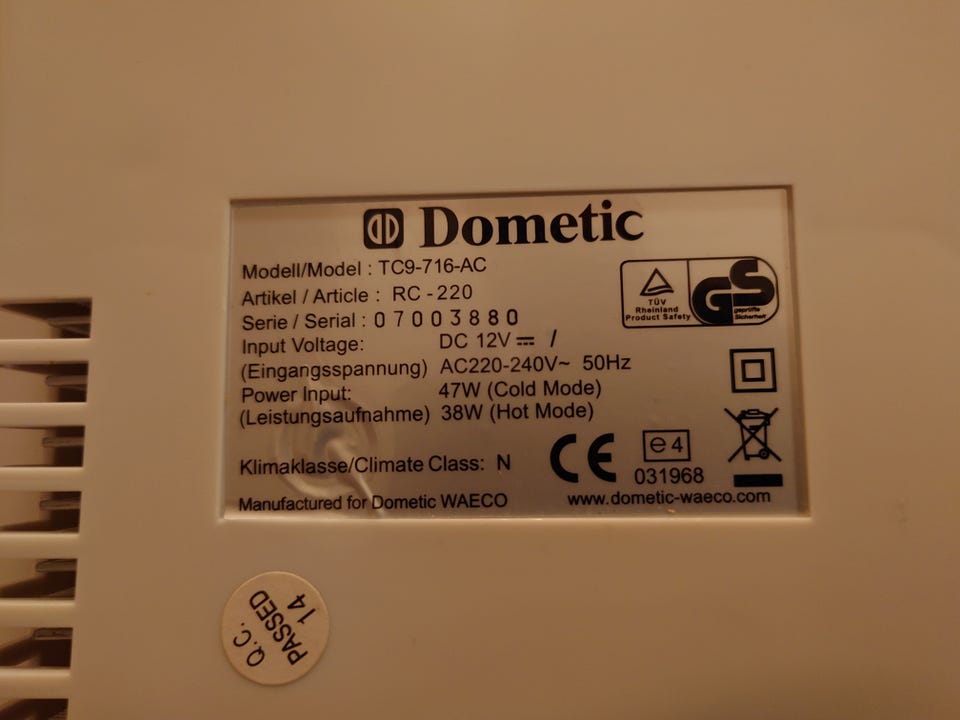 Dometic
Modell/Model : TC9-716-AC
Artikel / Article : RC - 220
Serie / Serial : 07003880
Input Voltage: DC 12V ⎓ /
(Eingangsspannung) AC220-240V~ 50Hz
Power Input: 47W (Cold Mode)
(Leistungsaufnahme) 38W (Hot Mode)
Klimaklasse/Climate Class: N
Manufactured for Dometic WAECO
TÜV
Rheinland
Product Safety
GS
geprüfte
Sicherheit
CE
e4
031968
www.dometic-waeco.com
Q.C.
PASSED
14